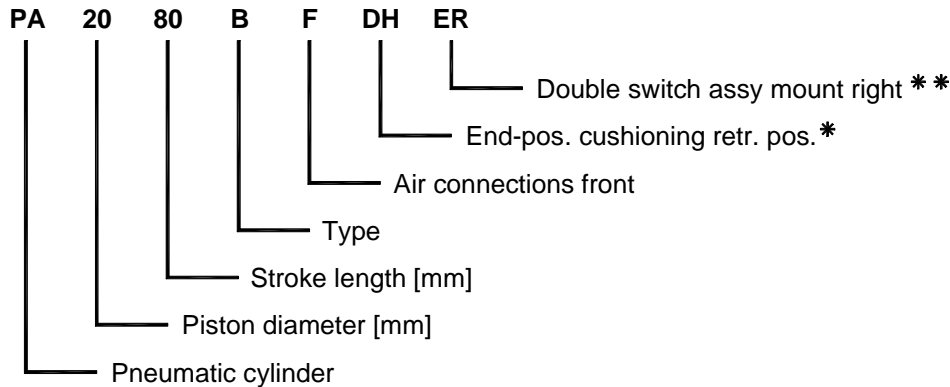 PA 20 80 B F DH ER
Double switch assy mount right **
End-pos. cushioning retr. pos.*
Air connections front
Type
Stroke length [mm]
Piston diameter [mm]
Pneumatic cylinder